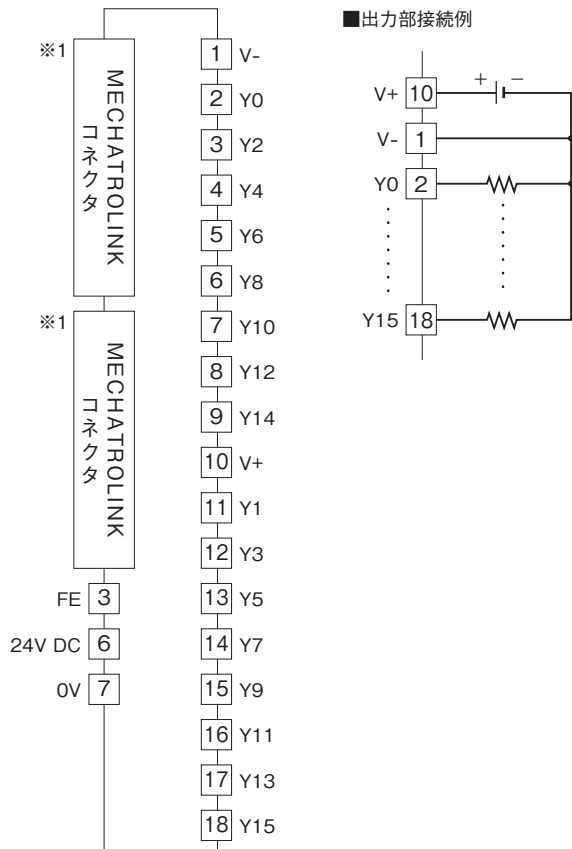 ※1
MECHATROLINK
コネクタ
※1
MECHATROLINK
コネクタ
FE 3
24V DC 6
0V 7
1 V-
2 Y0
3 Y2
4 Y4
5 Y6
6 Y8
7 Y10
8 Y12
9 Y14
10 V+
11 Y1
12 Y3
13 Y5
14 Y7
15 Y9
16 Y11
17 Y13
18 Y15
■出力部接続例
V+ 10 + −
V- 1
Y0 2
Y15 18